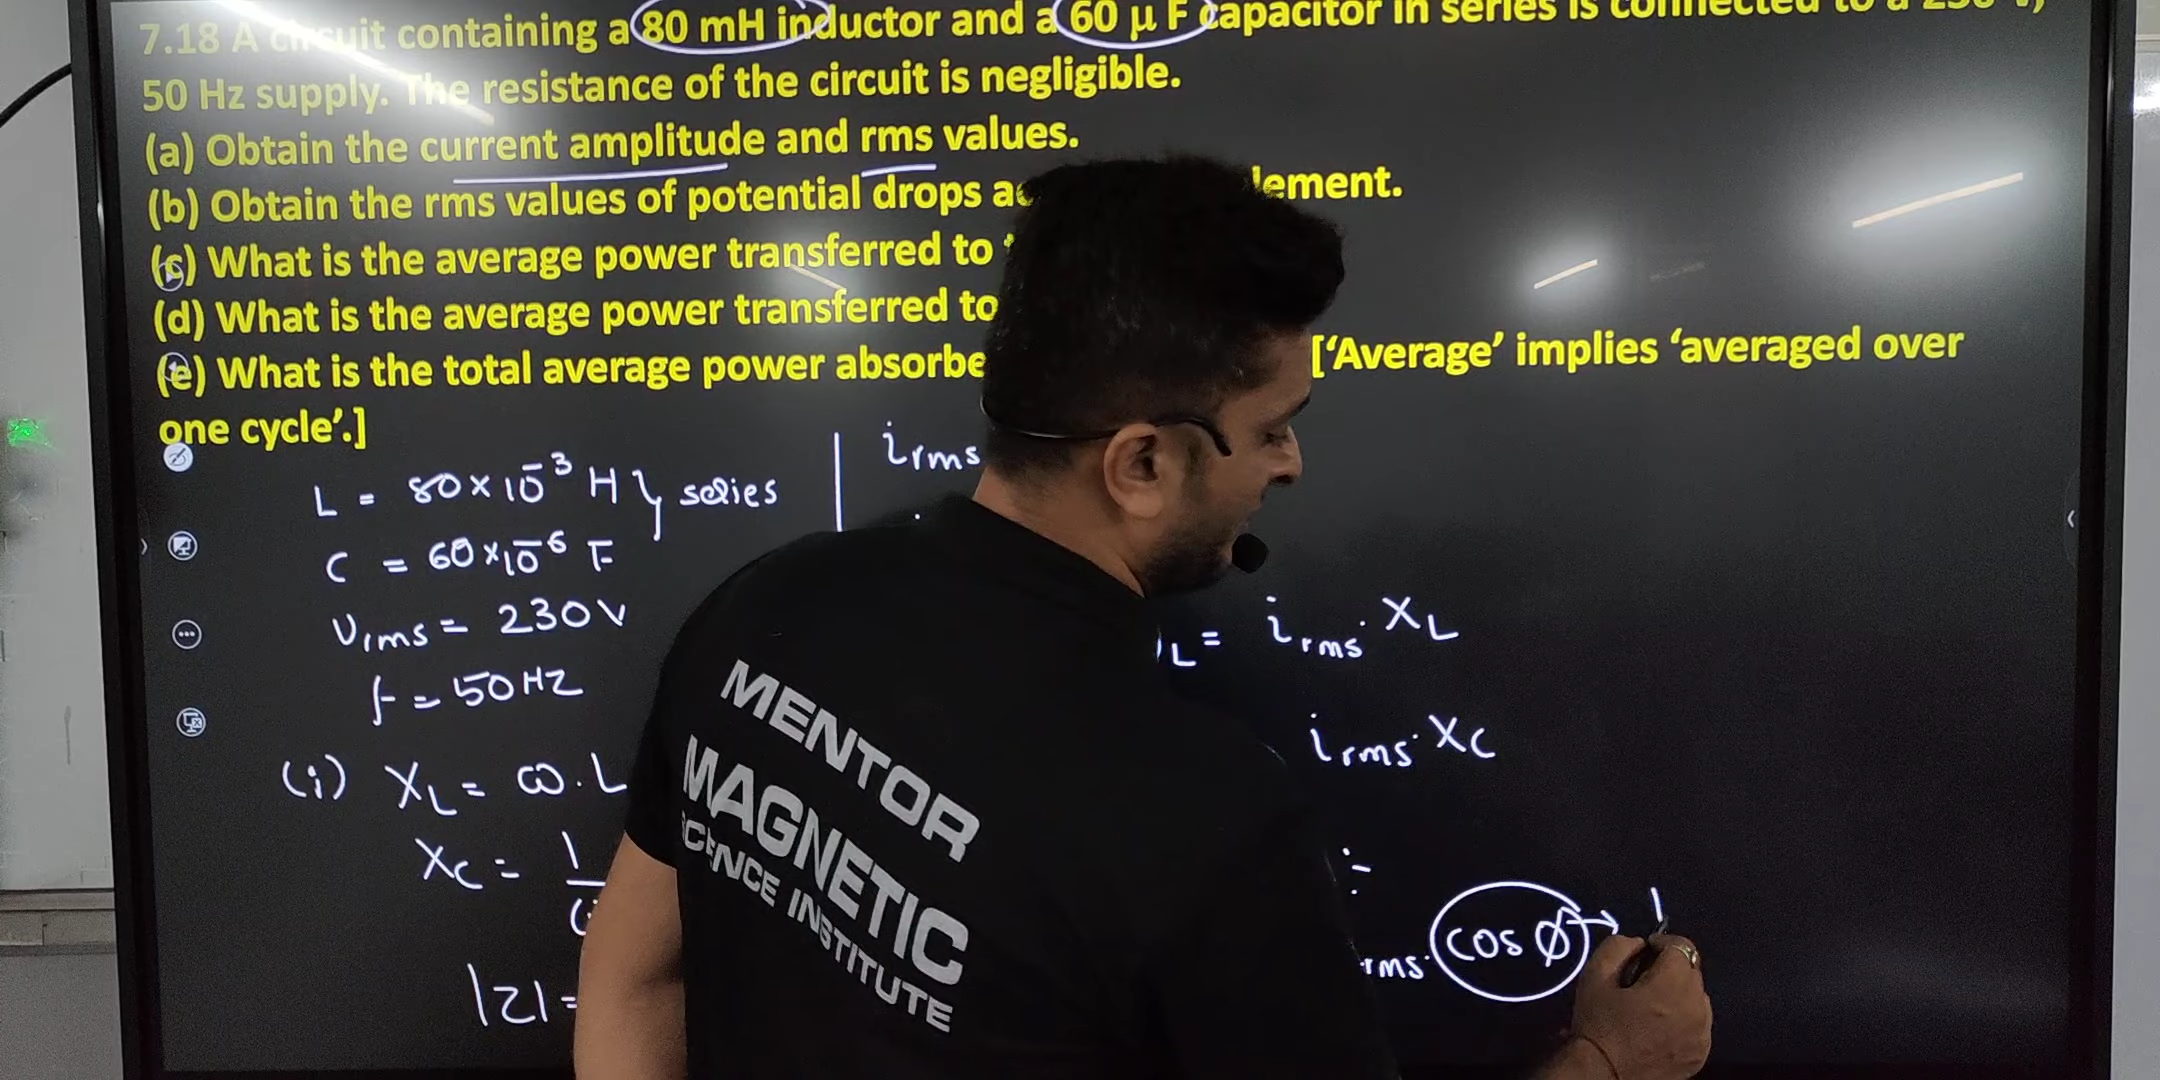 7.18 A circuit containing a 80 mH inductor and a 60 μ F capacitor in series is connected to a 230 V,
50 Hz supply. The resistance of the circuit is negligible.
(a) Obtain the current amplitude and rms values.
(b) Obtain the rms values of potential drops ac lement.
(c) What is the average power transferred to
(d) What is the average power transferred to
(e) What is the total average power absorbe [‘Average’ implies ‘averaged over
one cycle’.]
L = 80×10⁻³ H } series
C = 60×10⁻⁶ F
Vrms = 230V
f = 50HZ
(i) XL = ω.L
XC = 1
|Z| =
irms
L = irms. XL
irms. XC
:-
rms. cos φ → 1
MENTOR
MAGNETIC
SCIENCE INSTITUTE